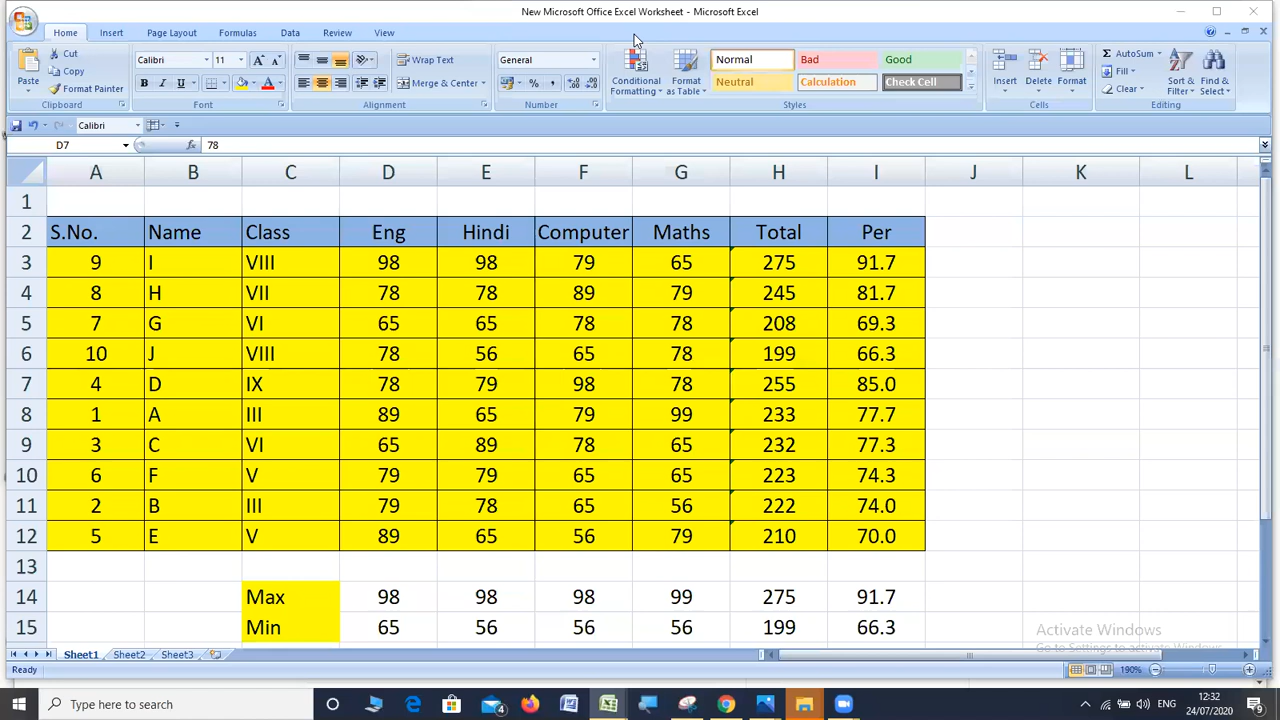 New Microsoft Office Excel Worksheet - Microsoft Excel
Home Insert Page Layout Formulas Data Review View
Paste Cut Copy Format Painter Clipboard
Calibri 11 B I U Font
Wrap Text Merge & Center Alignment
General % , Number
Conditional Formatting Format as Table Normal Bad Good Neutral Calculation Check Cell Styles
Insert Delete Format Cells
Σ AutoSum Fill Clear Sort & Filter Find & Select Editing
Calibri
D7 fx 78
A B C D E F G H I J K L
1
2 S.No. Name Class Eng Hindi Computer Maths Total Per
3 9 I VIII 98 98 79 65 275 91.7
4 8 H VII 78 78 89 79 245 81.7
5 7 G VI 65 65 78 78 208 69.3
6 10 J VIII 78 56 65 78 199 66.3
7 4 D IX 78 79 98 78 255 85.0
8 1 A III 89 65 79 99 233 77.7
9 3 C VI 65 89 78 65 232 77.3
10 6 F V 79 79 65 65 223 74.3
11 2 B III 79 78 65 56 222 74.0
12 5 E V 89 65 56 79 210 70.0
13
14 Max 98 98 98 99 275 91.7
15 Min 65 56 56 56 199 66.3
Activate Windows
Go to Settings to activate Windows.
Sheet1 Sheet2 Sheet3
Ready 190%
Type here to search
4
ENG
12:32
24/07/2020
9